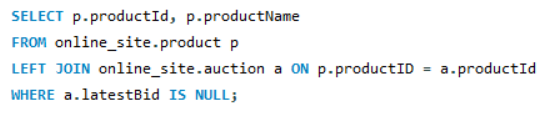 SELECT p.productId, p.productName
FROM online_site.product p
LEFT JOIN online_site.auction a ON p.productID = a.productId
WHERE a.latestBid IS NULL;